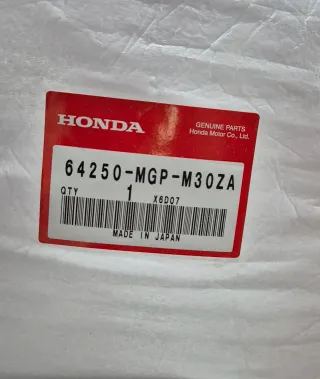 HONDA
GENUINE PARTS
Honda Motor Co., Ltd.
64250-MGP-M30ZA
QTY 1 X6D07
MADE IN JAPAN